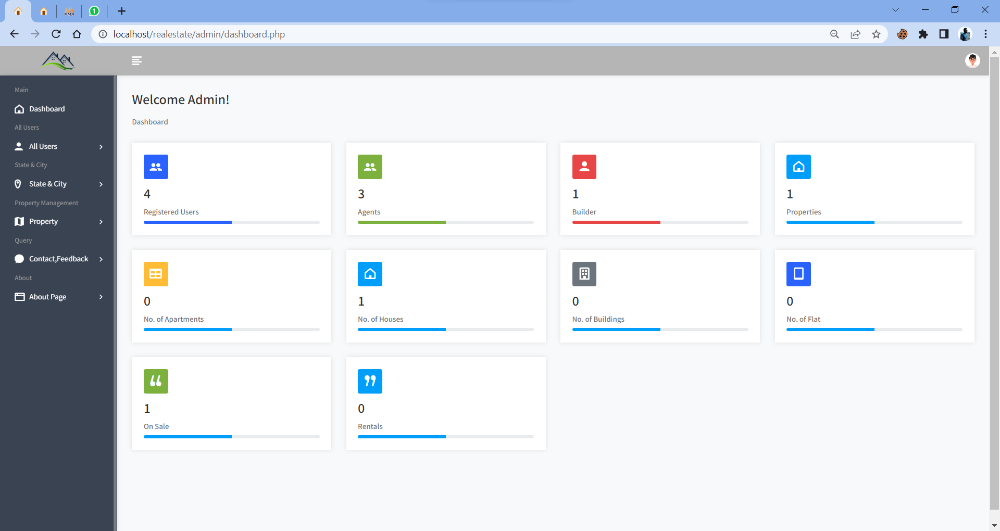 PMA
1
localhost/realestate/admin/dashboard.php
Main
Dashboard
All Users
All Users
State & City
State & City
Property Management
Property
Query
Contact,Feedback
About
About Page
Welcome Admin!
Dashboard
4
Registered Users
3
Agents
1
Builder
1
Properties
0
No. of Apartments
1
No. of Houses
0
No. of Buildings
0
No. of Flat
1
On Sale
0
Rentals